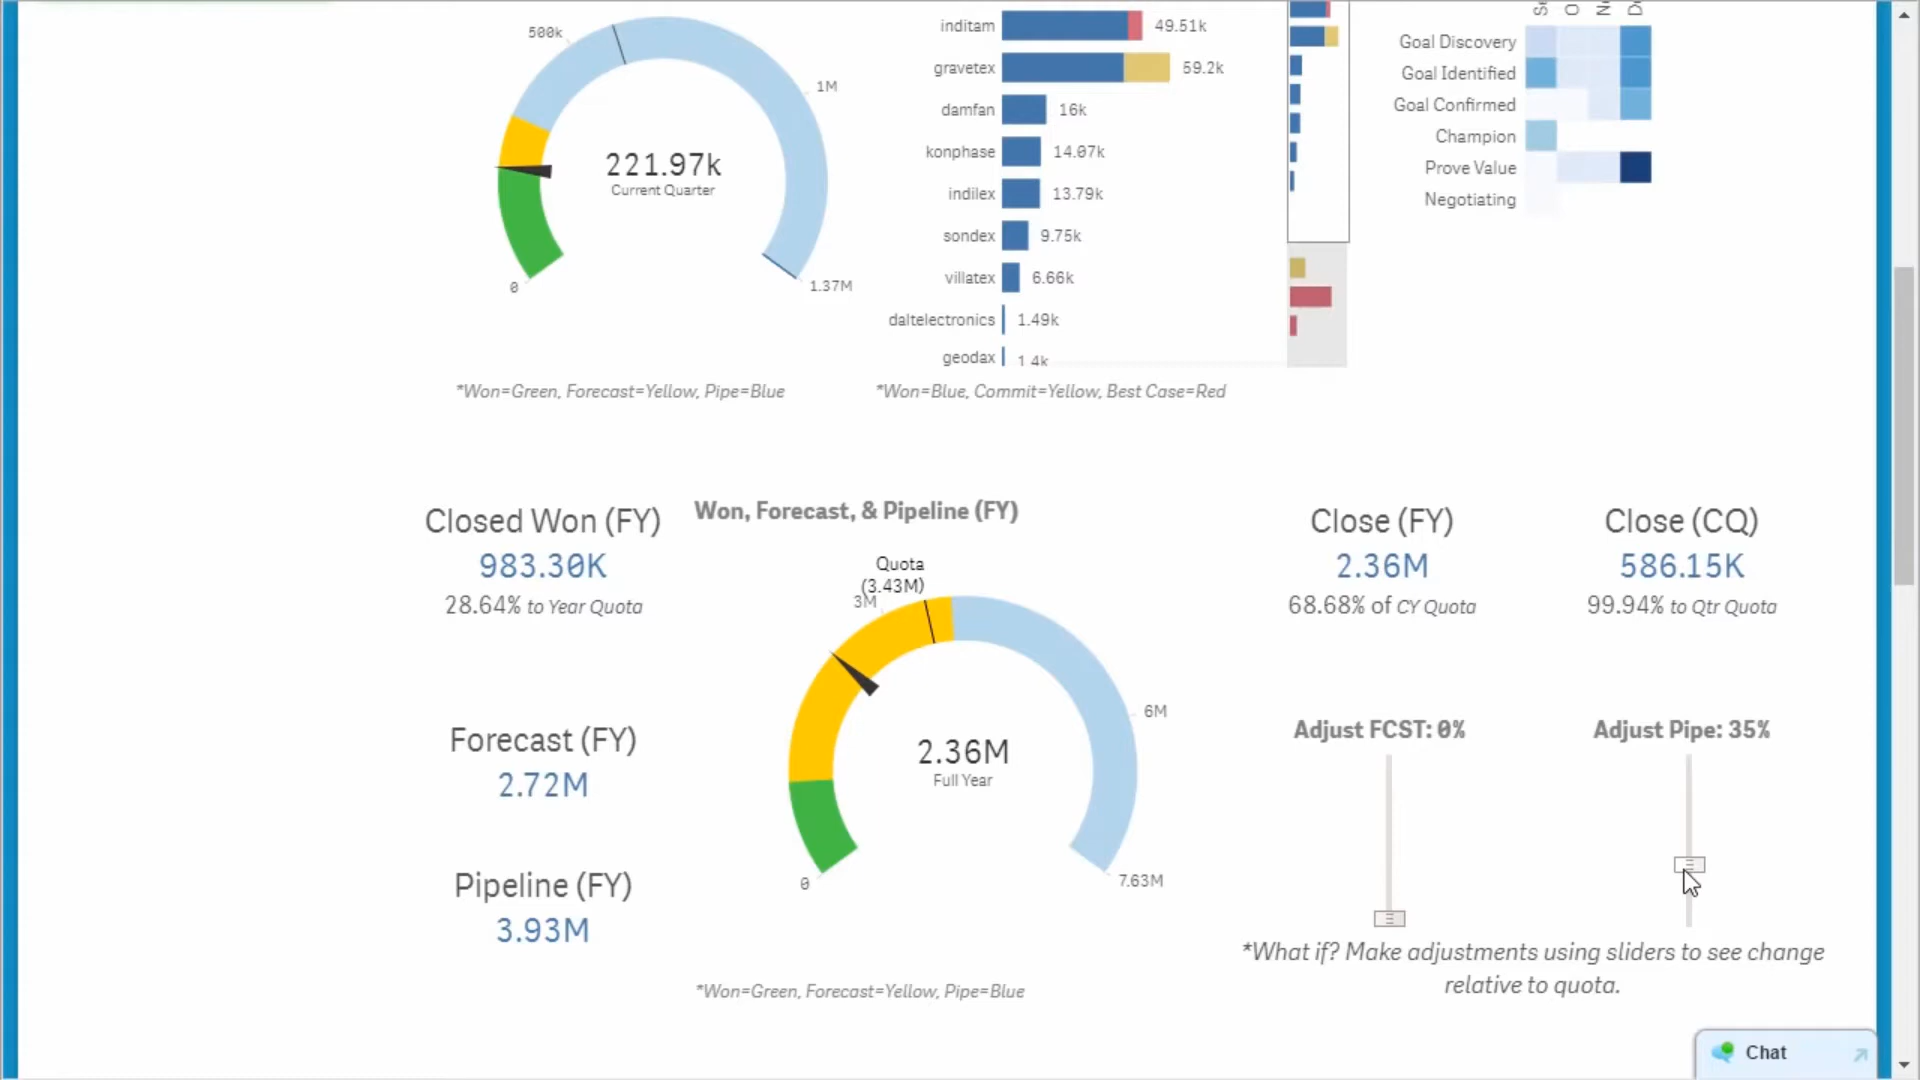 500k
1M
221.97k
Current Quarter
0
1.37M
*Won=Green, Forecast=Yellow, Pipe=Blue
inditam 49.51k
gravetex 59.2k
damfan 16k
konphase 14.07k
indilex 13.79k
sondex 9.75k
villatex 6.66k
daltelectronics 1.49k
geodax 1.4k
*Won=Blue, Commit=Yellow, Best Case=Red
Goal Discovery
Goal Identified
Goal Confirmed
Champion
Prove Value
Negotiating
Closed Won (FY)
983.30K
28.64% to Year Quota
Forecast (FY)
2.72M
Pipeline (FY)
3.93M
Won, Forecast, & Pipeline (FY)
Quota
(3.43M)
3M
6M
2.36M
Full Year
0
7.63M
*Won=Green, Forecast=Yellow, Pipe=Blue
Close (FY)
2.36M
68.68% of CY Quota
Close (CQ)
586.15K
99.94% to Qtr Quota
Adjust FCST: 0%
Adjust Pipe: 35%
*What if? Make adjustments using sliders to see change
relative to quota.
Chat